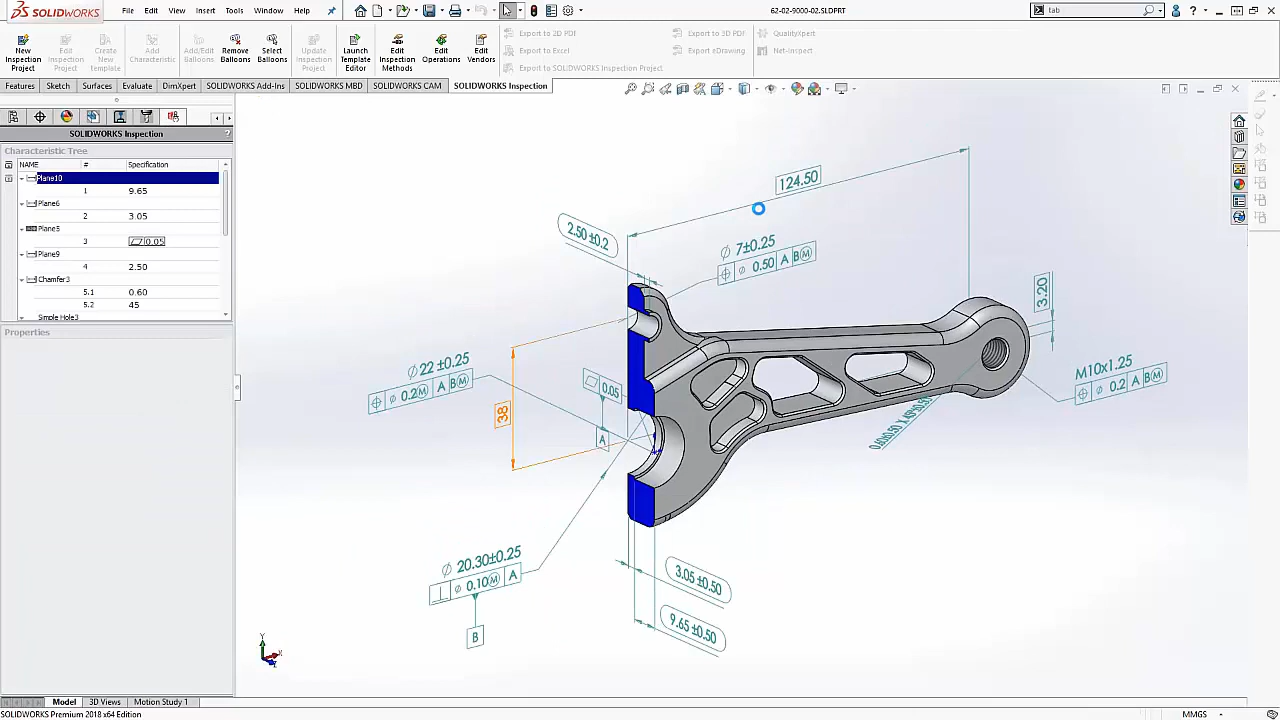 SOLIDWORKS
File
Edit
View
Insert
Tools
Window
Help
62-02-9000-02.SLDPRT
tab
New Inspection Project
Edit Inspection Project
Create New template
Add Characteristic
Add/Edit Balloons
Remove Balloons
Select Balloons
Update Inspection Project
Launch Template Editor
Edit Inspection Methods
Edit Operations
Edit Vendors
Export to 2D PDF
Export to Excel
Export to SOLIDWORKS Inspection Project
Export to 3D PDF
Export eDrawing
QualityXpert
Net-Inspect
Features
Sketch
Surfaces
Evaluate
DimXpert
SOLIDWORKS Add-Ins
SOLIDWORKS MBD
SOLIDWORKS CAM
SOLIDWORKS Inspection
SOLIDWORKS Inspection ?
Characteristic Tree
NAME # Specification
Plane10
1 9.65
Plane6
2 3.05
Plane5
3 0.05
Plane9
4 2.50
Chamfer3
5.1 0.60
5.2 45
Simple Hole3
Properties
124.50
2.50 ±0.2
∅ 7±0.25
∅ 0.50 A BⓂ
3.20
∅ 22 ±0.25
∅ 0.2Ⓜ A BⓂ
0.05
A
38
M10x1.25
∅ 0.2 A BⓂ
∅ 20.30±0.25
∅ 0.10Ⓜ A
B
3.05 ±0.50
9.65 ±0.50
Y
X
Z
Model
3D Views
Motion Study 1
SOLIDWORKS Premium 2018 x64 Edition
MMGS